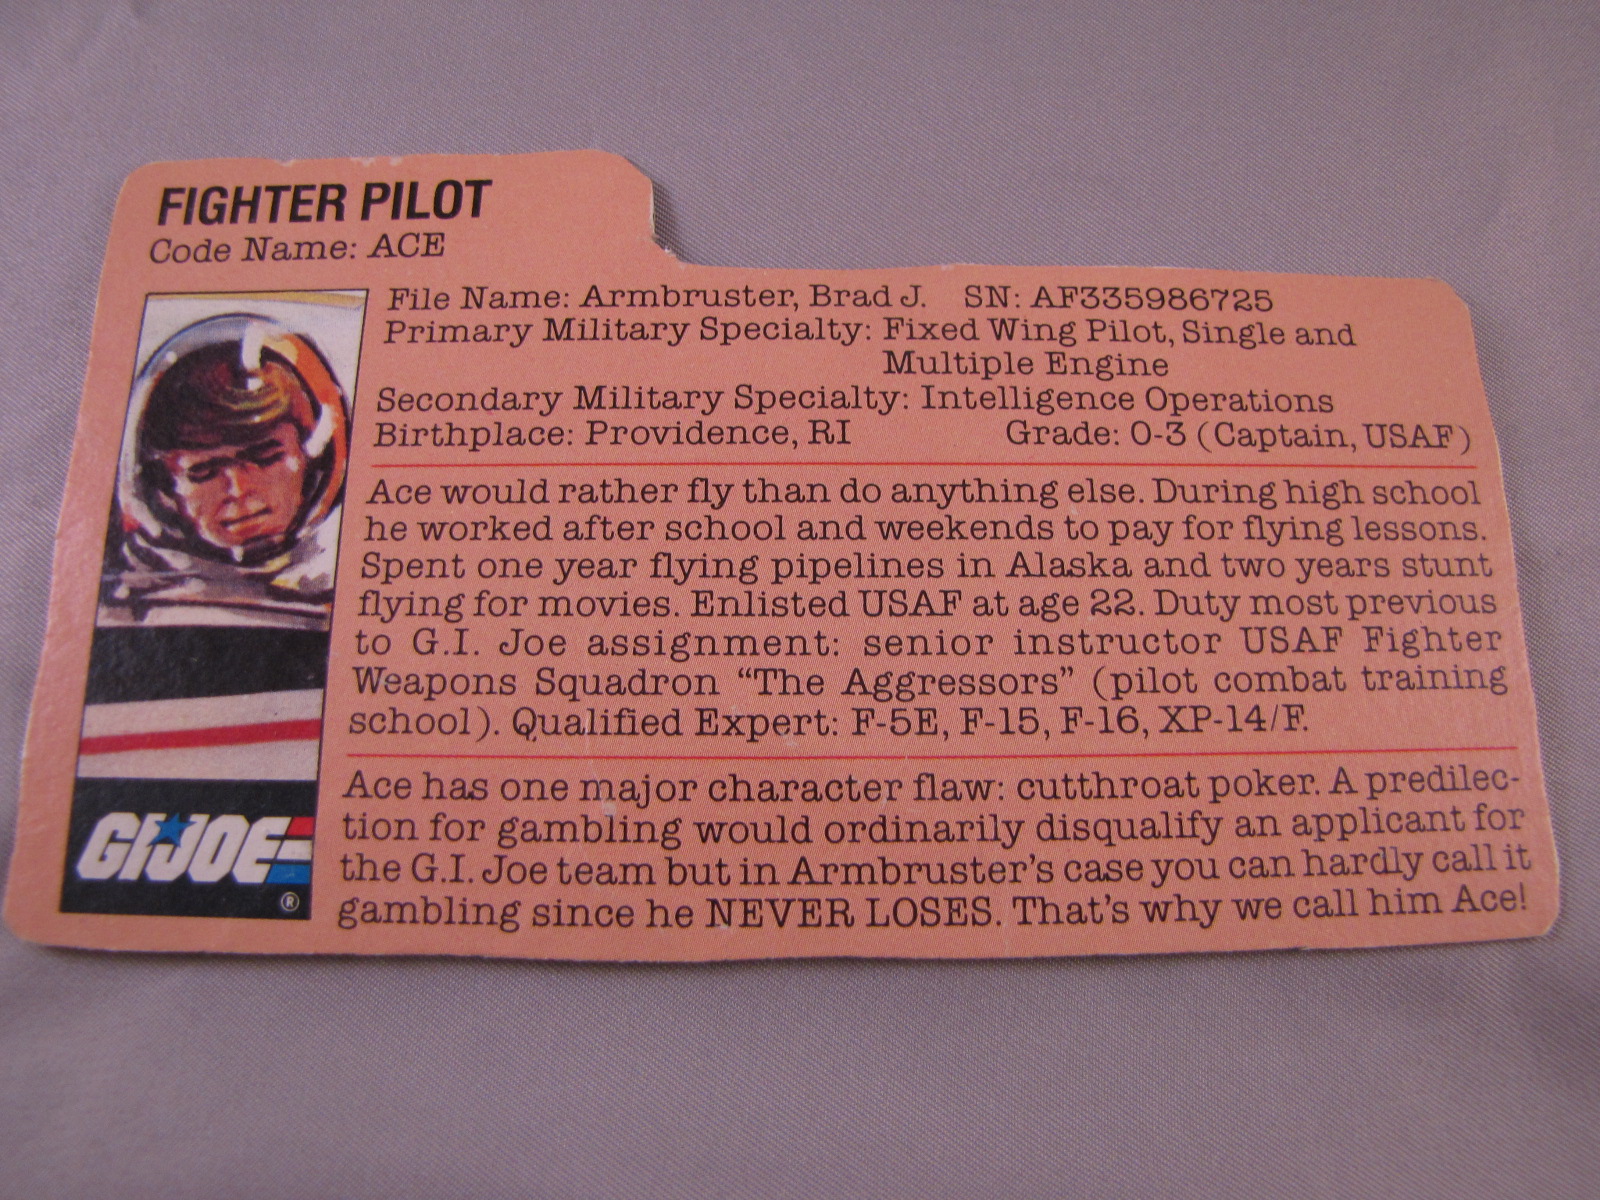 FIGHTER PILOT
Code Name: ACE
File Name: Armbruster, Brad J. SN: AF335986725
Primary Military Specialty: Fixed Wing Pilot, Single and
Multiple Engine
Secondary Military Specialty: Intelligence Operations
Birthplace: Providence, RI Grade: O-3 (Captain, USAF)
Ace would rather fly than do anything else. During high school
he worked after school and weekends to pay for flying lessons.
Spent one year flying pipelines in Alaska and two years stunt
flying for movies. Enlisted USAF at age 22. Duty most previous
to G.I. Joe assignment: senior instructor USAF Fighter
Weapons Squadron “The Aggressors” (pilot combat training
school). Qualified Expert: F-5E, F-15, F-16, XP-14/F.
Ace has one major character flaw: cutthroat poker. A predilec-
tion for gambling would ordinarily disqualify an applicant for
the G.I. Joe team but in Armbruster's case you can hardly call it
gambling since he NEVER LOSES. That's why we call him Ace!
GI JOE
®